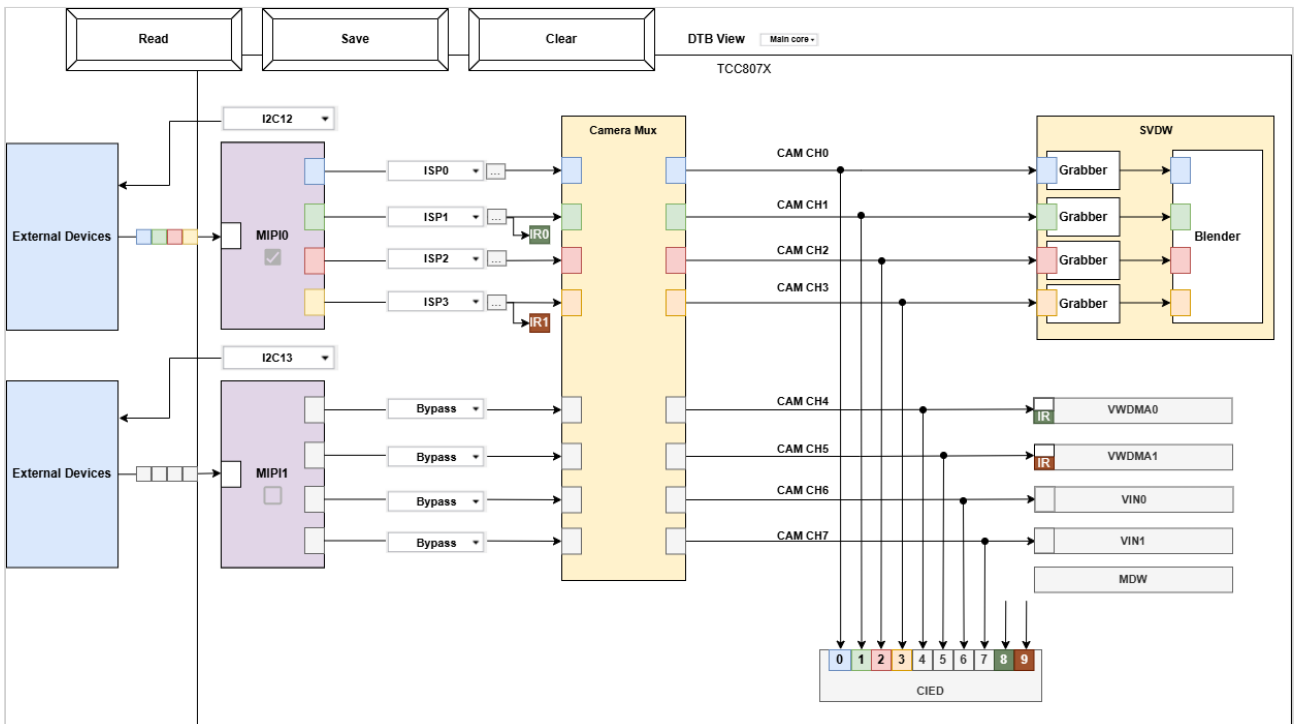 Read
Save
Clear
DTB View
Main core
TCC807X
I2C12
Camera Mux
SVDW
CAM CH0
ISP0
...
Grabber
CAM CH1
ISP1
...
Grabber
External Devices
MIPI0
IR0
Blender
CAM CH2
ISP2
...
Grabber
CAM CH3
ISP3
...
Grabber
IR1
I2C13
CAM CH4
Bypass
IR
VWDMA0
CAM CH5
Bypass
IR
VWDMA1
External Devices
MIPI1
CAM CH6
Bypass
VIN0
CAM CH7
Bypass
VIN1
MDW
0 1 2 3 4 5 6 7 8 9
CIED